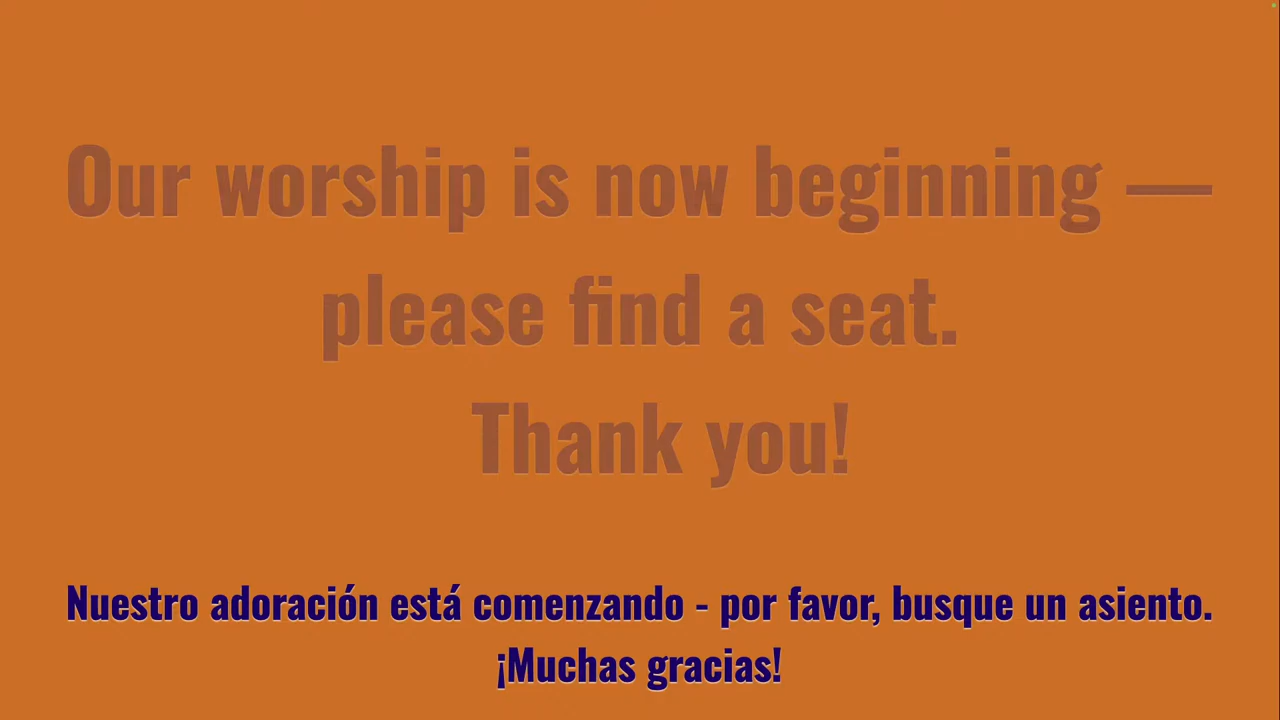 Our worship is now beginning —
please find a seat.
Thank you!
Nuestro adoración está comenzando - por favor, busque un asiento.
¡Muchas gracias!